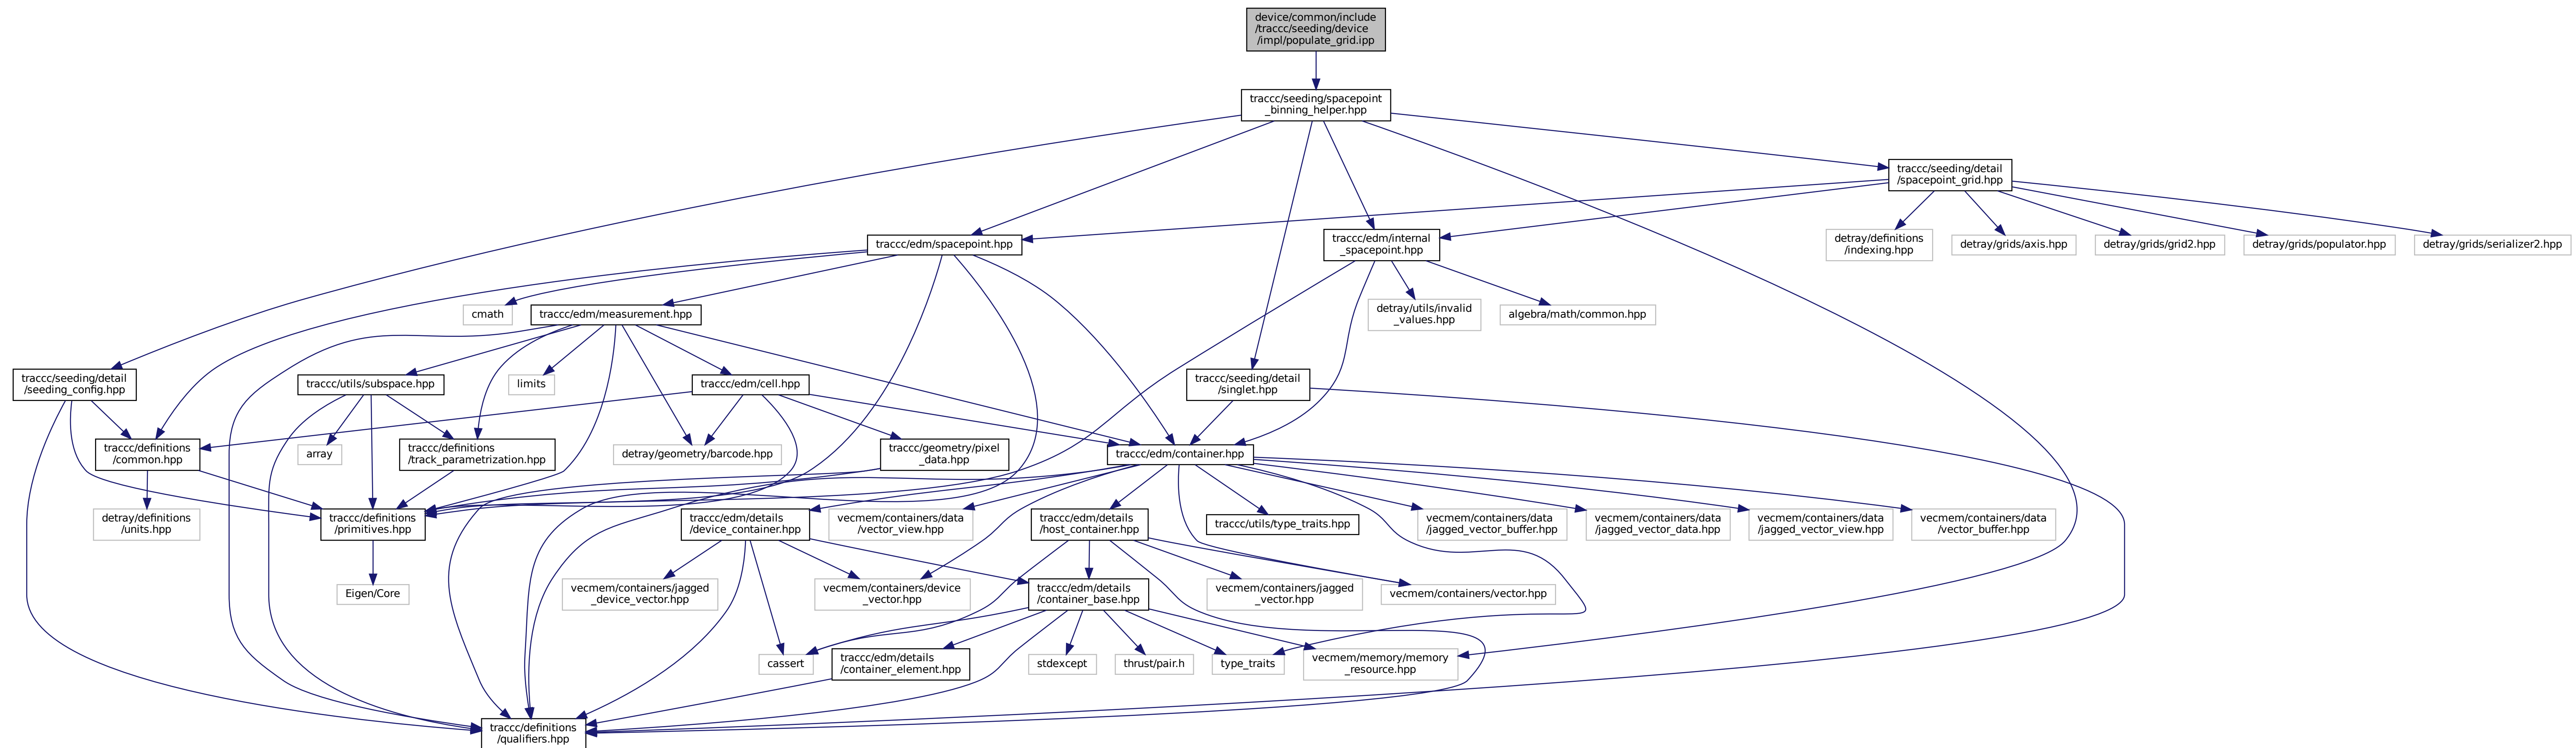 device/common/include
/traccc/seeding/device
/impl/populate_grid.ipp
traccc/seeding/spacepoint
_binning_helper.hpp
traccc/seeding/detail
/spacepoint_grid.hpp
traccc/edm/spacepoint.hpp
traccc/edm/internal
_spacepoint.hpp
detray/definitions
/indexing.hpp
detray/grids/axis.hpp
detray/grids/grid2.hpp
detray/grids/populator.hpp
detray/grids/serializer2.hpp
cmath
traccc/edm/measurement.hpp
detray/utils/invalid
_values.hpp
algebra/math/common.hpp
traccc/seeding/detail
/seeding_config.hpp
traccc/utils/subspace.hpp
limits
traccc/edm/cell.hpp
traccc/seeding/detail
/singlet.hpp
traccc/definitions
/common.hpp
array
traccc/definitions
/track_parametrization.hpp
detray/geometry/barcode.hpp
traccc/geometry/pixel
_data.hpp
traccc/edm/container.hpp
detray/definitions
/units.hpp
traccc/definitions
/primitives.hpp
traccc/edm/details
/device_container.hpp
vecmem/containers/data
/vector_view.hpp
traccc/edm/details
/host_container.hpp
traccc/utils/type_traits.hpp
vecmem/containers/data
/jagged_vector_buffer.hpp
vecmem/containers/data
/jagged_vector_data.hpp
vecmem/containers/data
/jagged_vector_view.hpp
vecmem/containers/data
/vector_buffer.hpp
Eigen/Core
vecmem/containers/jagged
_device_vector.hpp
vecmem/containers/device
_vector.hpp
traccc/edm/details
/container_base.hpp
vecmem/containers/jagged
_vector.hpp
vecmem/containers/vector.hpp
cassert
traccc/edm/details
/container_element.hpp
stdexcept
thrust/pair.h
type_traits
vecmem/memory/memory
_resource.hpp
traccc/definitions
/qualifiers.hpp